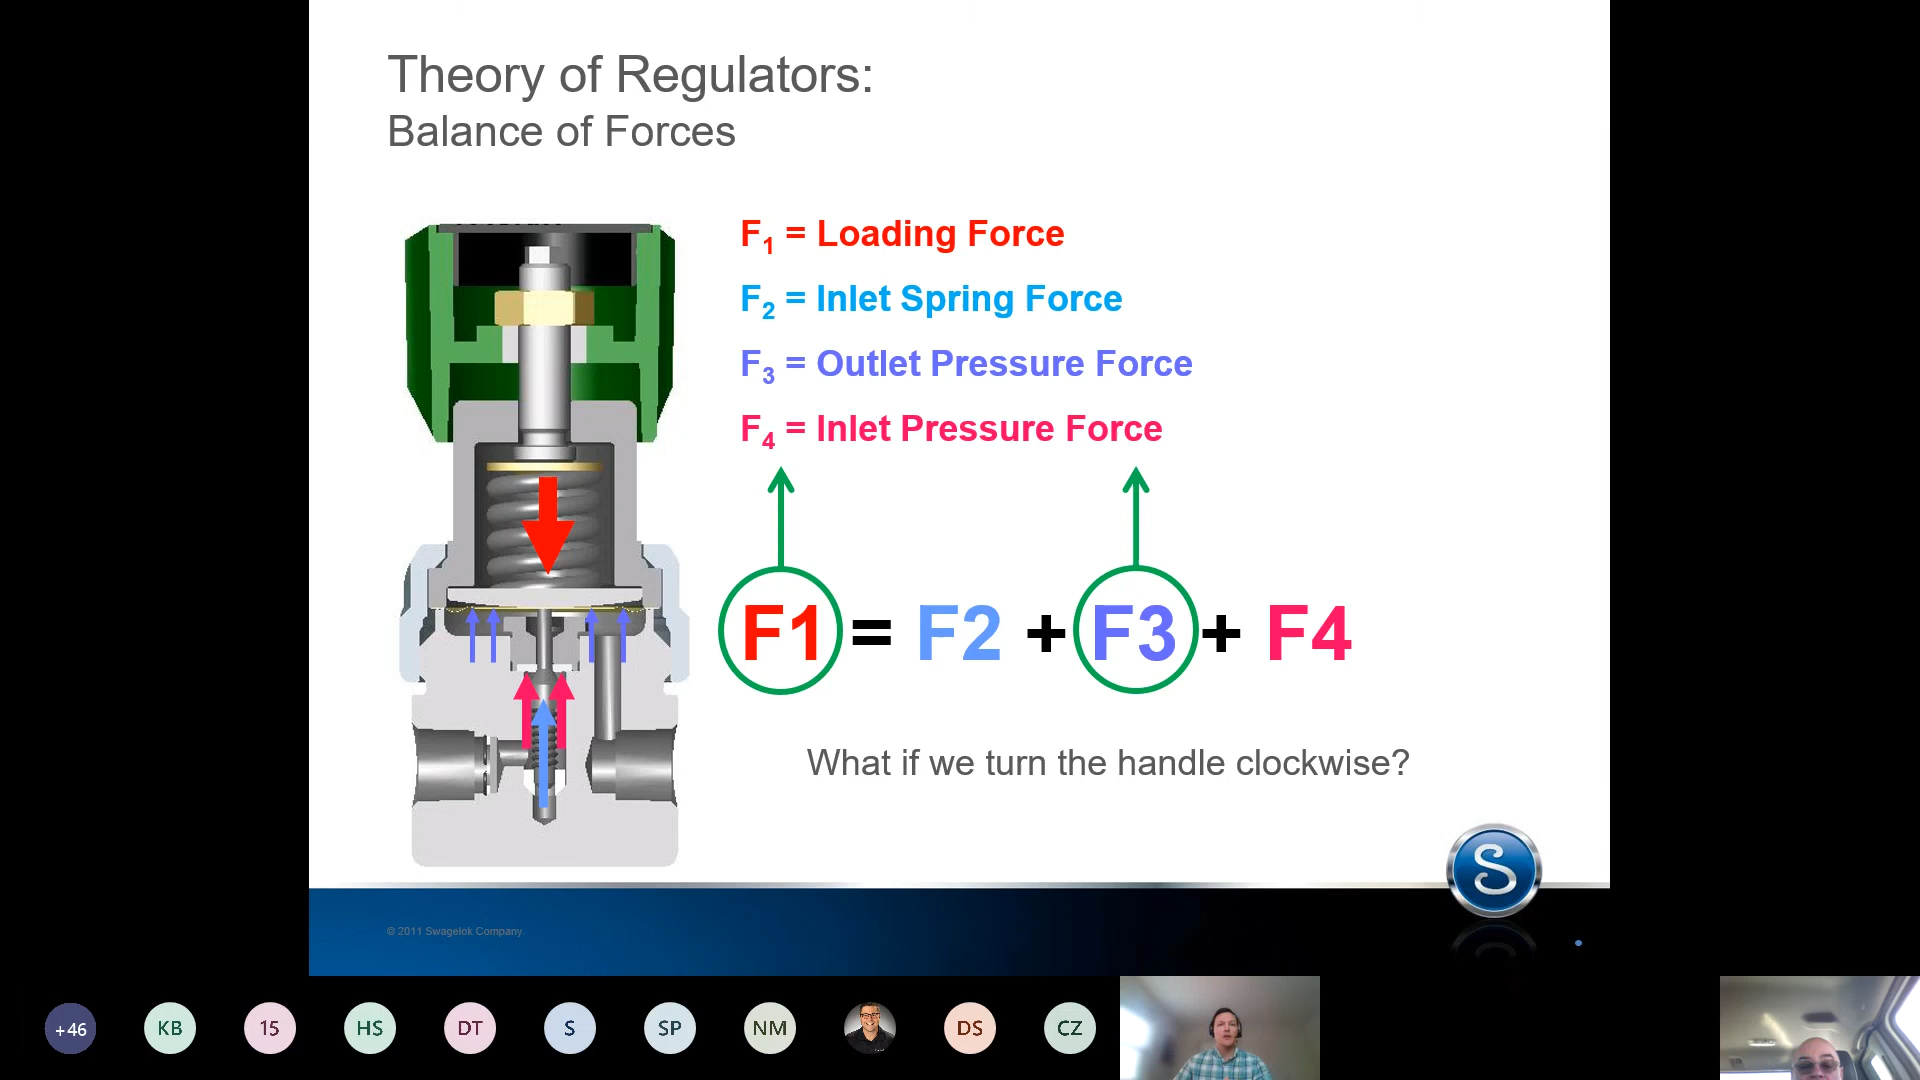 Theory of Regulators:
Balance of Forces
F1 = Loading Force
F2 = Inlet Spring Force
F3 = Outlet Pressure Force
F4 = Inlet Pressure Force
F1 = F2 + F3 + F4
What if we turn the handle clockwise?
S
© 2011 Swagelok Company
+46
KB
15
HS
DT
S
SP
NM
DS
CZ